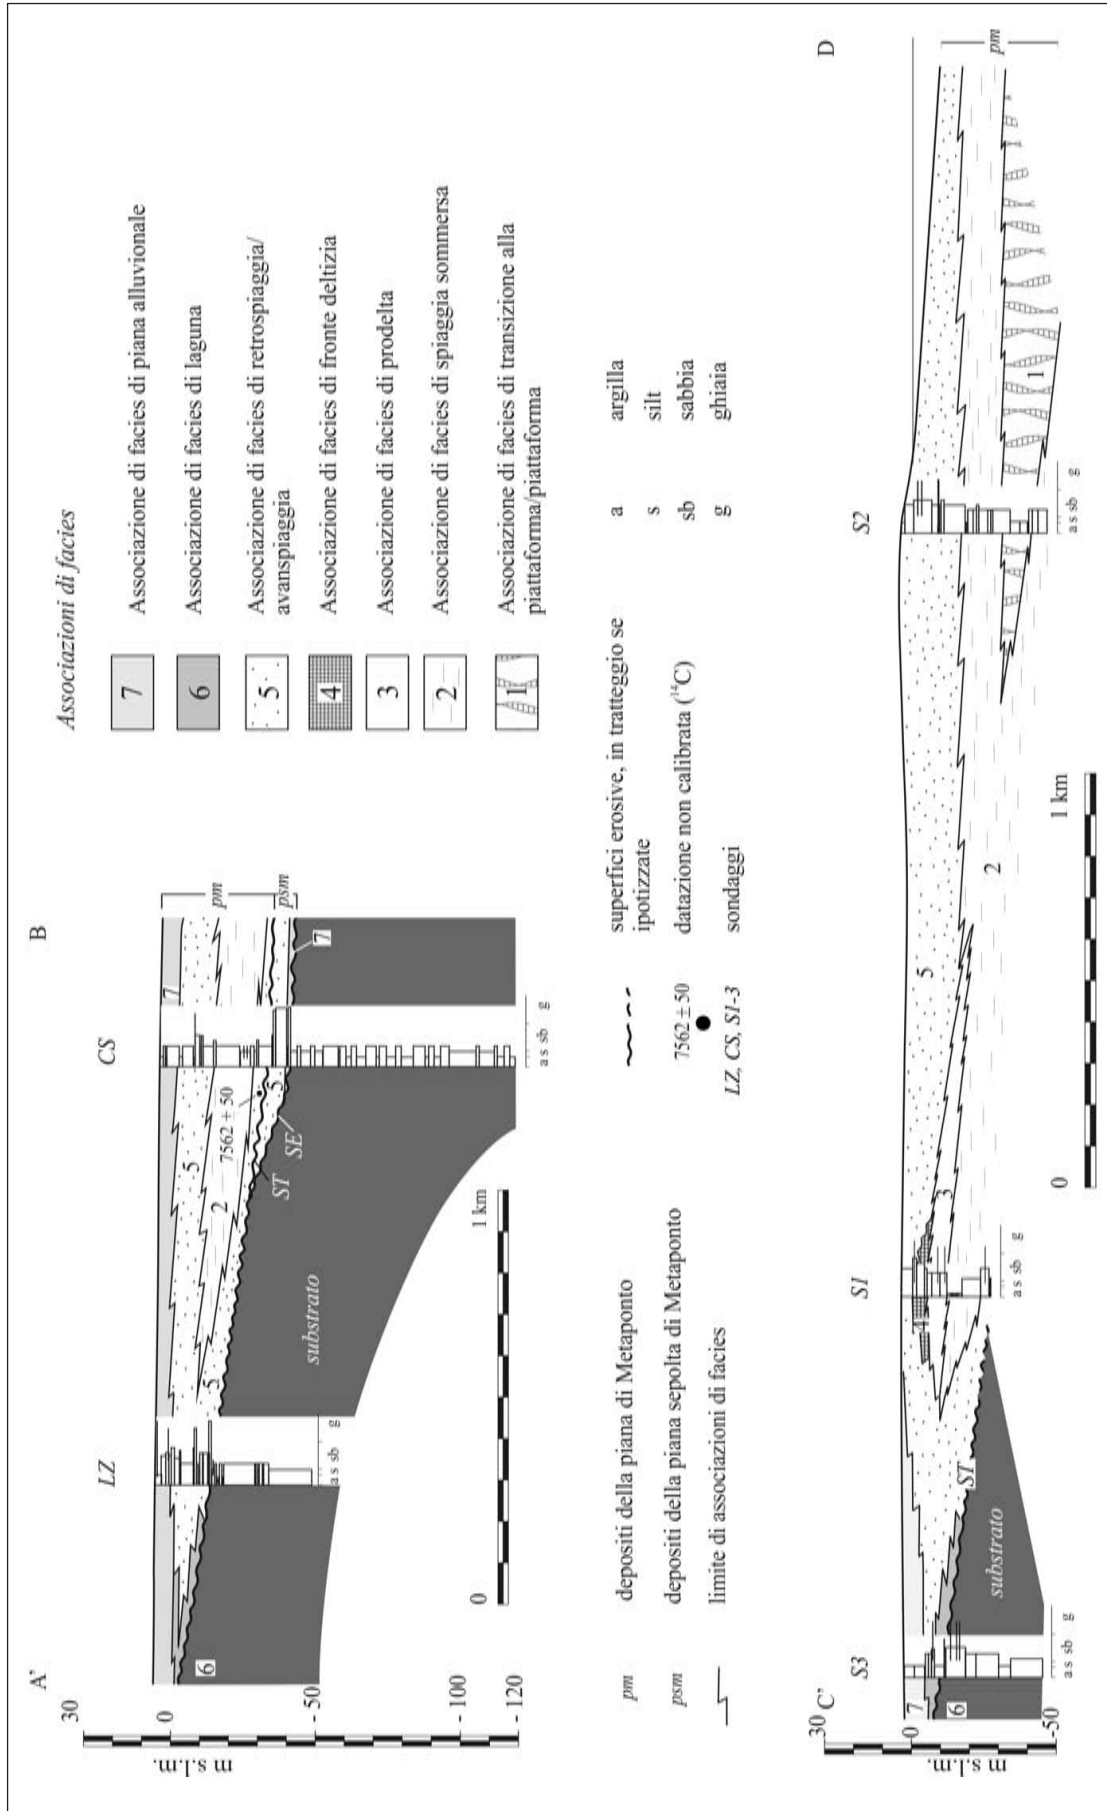 A'
B
LZ
CS
30
0
- 50
- 100
- 120
m s.l.m.
6
5
5
2
7562 ± 50
ST
SE
5
7
7
substrato
a s sb g
a s sb g
pm
psm
0
1 km
Associazioni di facies
7 Associazione di facies di piana alluvionale
6 Associazione di facies di laguna
5 Associazione di facies di retrospiaggia/
avanspiaggia
4 Associazione di facies di fronte deltizia
3 Associazione di facies di prodelta
2 Associazione di facies di spiaggia sommersa
1 Associazione di facies di transizione alla
piattaforma/piattaforma
pm depositi della piana di Metaponto
psm depositi della piana sepolta di Metaponto
limite di associazioni di facies
superfici erosive, in tratteggio se
ipotizzate
7562 ± 50 datazione non calibrata (¹⁴C)
LZ, CS, S1-3 sondaggi
a argilla
s silt
sb sabbia
g ghiaia
C'
D
S3
S1
S2
30
0
-50
m s.l.m.
7
6
substrato
ST
4
3
5
2
1
a s sb g
a s sb g
a s sb g
pm
0
1 km